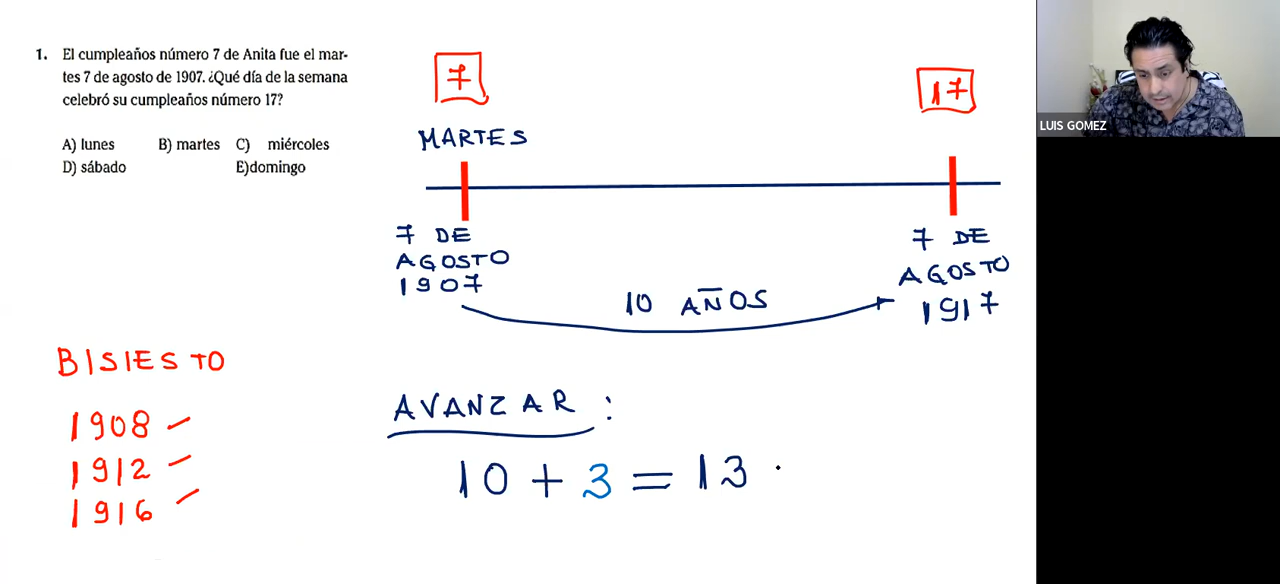 1. El cumpleaños número 7 de Anita fue el mar-
tes 7 de agosto de 1907. ¿Qué día de la semana
celebró su cumpleaños número 17?
A) lunes B) martes C) miércoles
D) sábado E)domingo
7
MARTES
7 DE
AGOSTO
1907
17
7 DE
AGOSTO
1917
10 AÑOS
BISIESTO
1908
1912
1916
AVANZAR :
10 + 3 = 13
LUIS GOMEZ